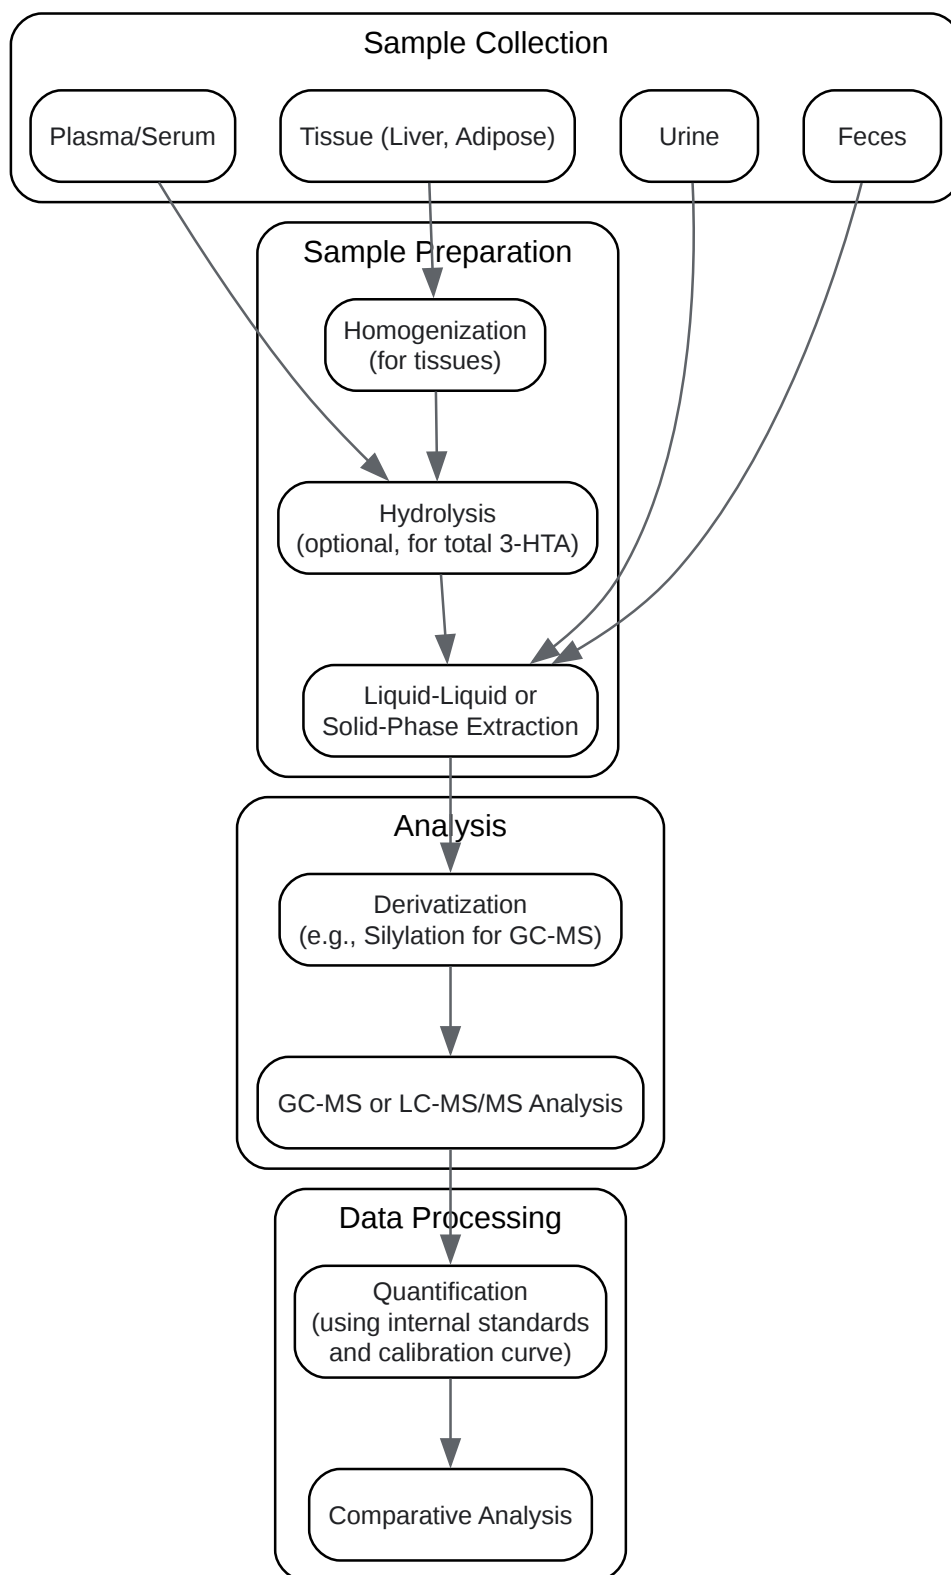 Sample Collection
Plasma/Serum
Tissue (Liver, Adipose)
Urine
Feces
Sample Preparation
Homogenization
(for tissues)
Hydrolysis
(optional, for total 3-HTA)
Liquid-Liquid or
Solid-Phase Extraction
Analysis
Derivatization
(e.g., Silylation for GC-MS)
GC-MS or LC-MS/MS Analysis
Data Processing
Quantification
(using internal standards
and calibration curve)
Comparative Analysis